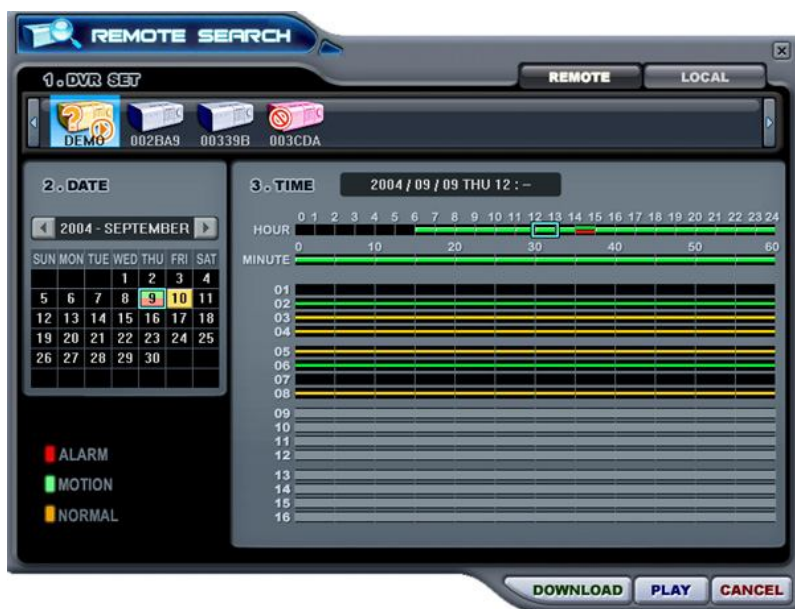 REMOTE SEARCH
1. DVR SET
REMOTE LOCAL
DEMO 002BA9 00339B 003CDA
2. DATE
3. TIME 2004 / 09 / 09 THU 12 : –
2004 - SEPTEMBER
0 1 2 3 4 5 6 7 8 9 10 11 12 13 14 15 16 17 18 19 20 21 22 23 24
HOUR
0 10 20 30 40 50 60
MINUTE
SUN MON TUE WED THU FRI SAT
1 2 3 4
5 6 7 8 9 10 11
12 13 14 15 16 17 18
19 20 21 22 23 24 25
26 27 28 29 30
01
02
03
04
05
06
07
08
09
10
11
12
13
14
15
16
ALARM
MOTION
NORMAL
DOWNLOAD PLAY CANCEL